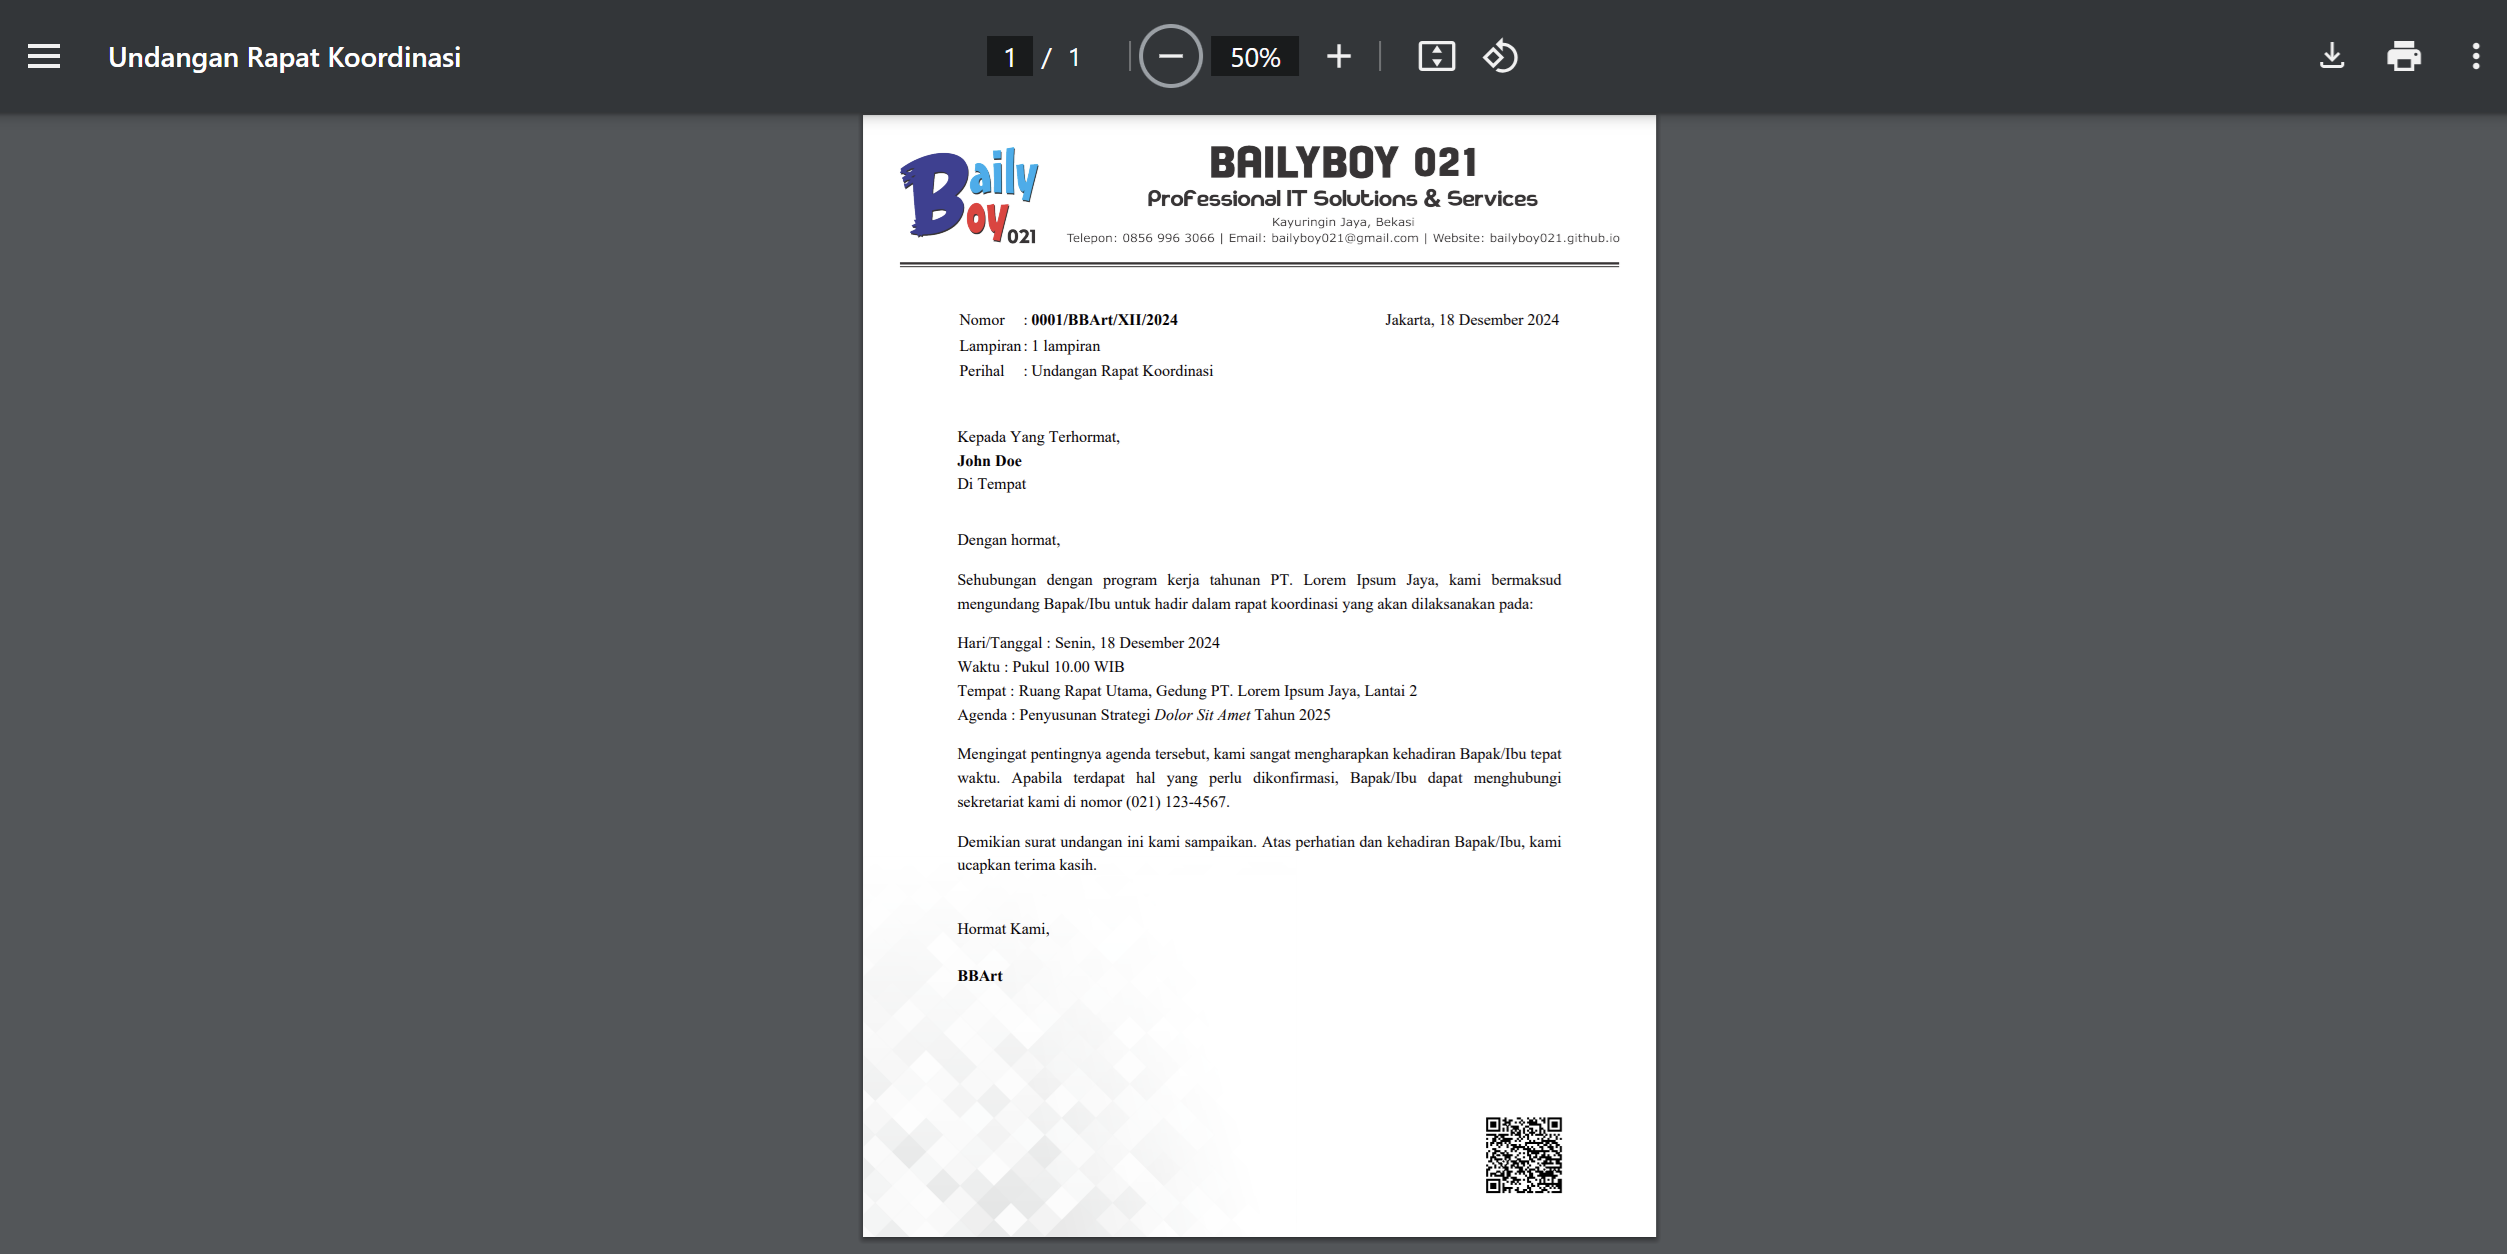 Undangan Rapat Koordinasi
1 / 1
50%
Baily
Boy
021
BAILYBOY 021
Professional IT Solutions & Services
Kayuringin Jaya, Bekasi
Telepon: 0856 996 3066 | Email: bailyboy021@gmail.com | Website: bailyboy021.github.io
Nomor : 0001/BBArt/XII/2024
Jakarta, 18 Desember 2024
Lampiran : 1 lampiran
Perihal : Undangan Rapat Koordinasi
Kepada Yang Terhormat,
John Doe
Di Tempat
Dengan hormat,
Sehubungan dengan program kerja tahunan PT. Lorem Ipsum Jaya, kami bermaksud
mengundang Bapak/Ibu untuk hadir dalam rapat koordinasi yang akan dilaksanakan pada:
Hari/Tanggal : Senin, 18 Desember 2024
Waktu : Pukul 10.00 WIB
Tempat : Ruang Rapat Utama, Gedung PT. Lorem Ipsum Jaya, Lantai 2
Agenda : Penyusunan Strategi Dolor Sit Amet Tahun 2025
Mengingat pentingnya agenda tersebut, kami sangat mengharapkan kehadiran Bapak/Ibu tepat
waktu. Apabila terdapat hal yang perlu dikonfirmasi, Bapak/Ibu dapat menghubungi
sekretariat kami di nomor (021) 123-4567.
Demikian surat undangan ini kami sampaikan. Atas perhatian dan kehadiran Bapak/Ibu, kami
ucapkan terima kasih.
Hormat Kami,
BBArt